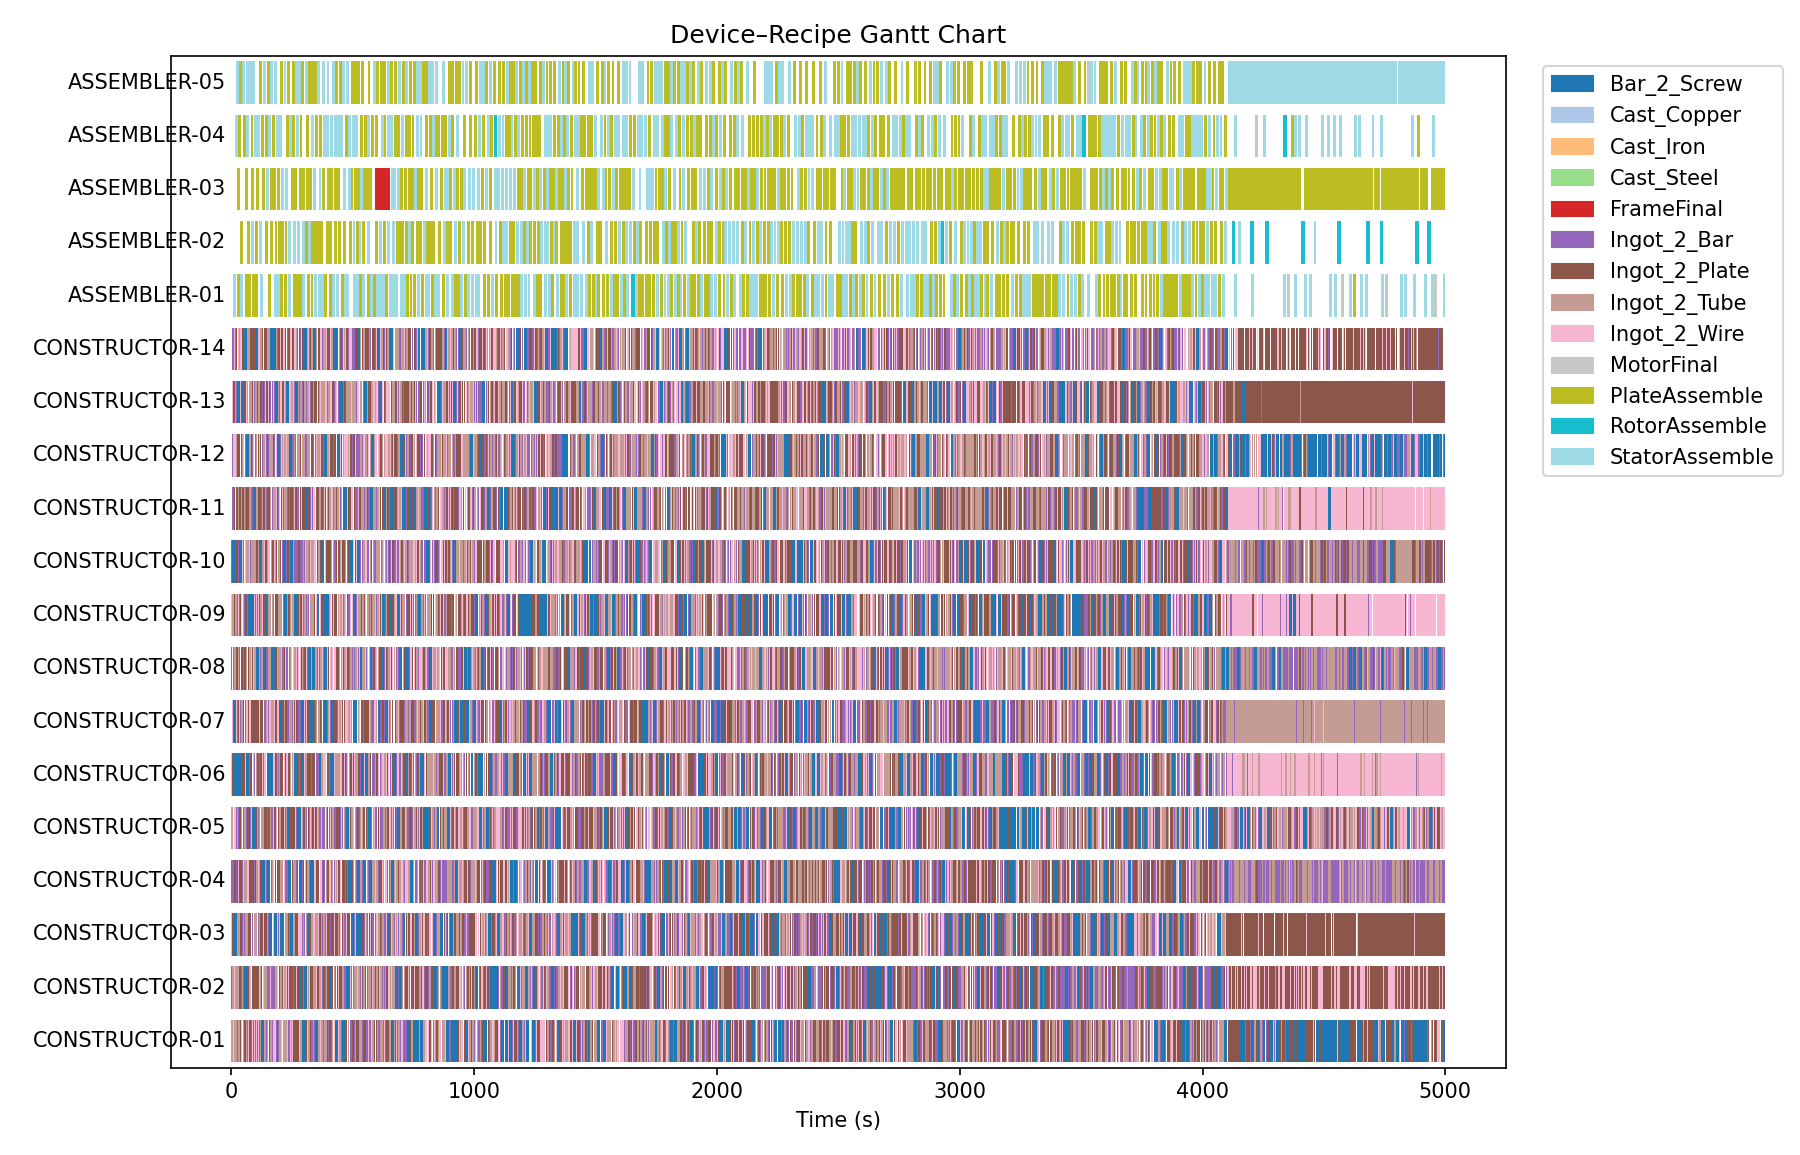 Device–Recipe Gantt Chart
ASSEMBLER-05
ASSEMBLER-04
ASSEMBLER-03
ASSEMBLER-02
ASSEMBLER-01
CONSTRUCTOR-14
CONSTRUCTOR-13
CONSTRUCTOR-12
CONSTRUCTOR-11
CONSTRUCTOR-10
CONSTRUCTOR-09
CONSTRUCTOR-08
CONSTRUCTOR-07
CONSTRUCTOR-06
CONSTRUCTOR-05
CONSTRUCTOR-04
CONSTRUCTOR-03
CONSTRUCTOR-02
CONSTRUCTOR-01
0 1000 2000 3000 4000 5000
Time (s)
Bar_2_Screw
Cast_Copper
Cast_Iron
Cast_Steel
FrameFinal
Ingot_2_Bar
Ingot_2_Plate
Ingot_2_Tube
Ingot_2_Wire
MotorFinal
PlateAssemble
RotorAssemble
StatorAssemble